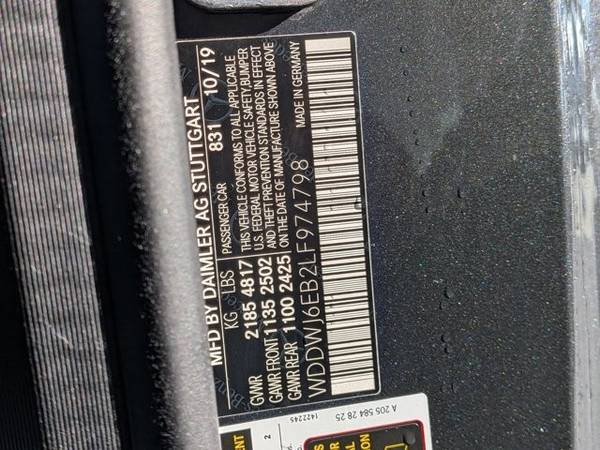 MFD BY DAIMLER AG STUTTGART
831 10/19
KG LBS PASSENGER CAR
GVWR 2185 4817
GAWR FRONT 1135 2502
GAWR REAR 1100 2425
THIS VEHICLE CONFORMS TO ALL APPLICABLE
U.S. FEDERAL MOTOR VEHICLE SAFETY, BUMPER
AND THEFT PREVENTION STANDARDS IN EFFECT
ON THE DATE OF MANUFACTURE SHOWN ABOVE
WDDWJ6EB2LF974798
MADE IN GERMANY
A 205 584 28 25
1422245
2